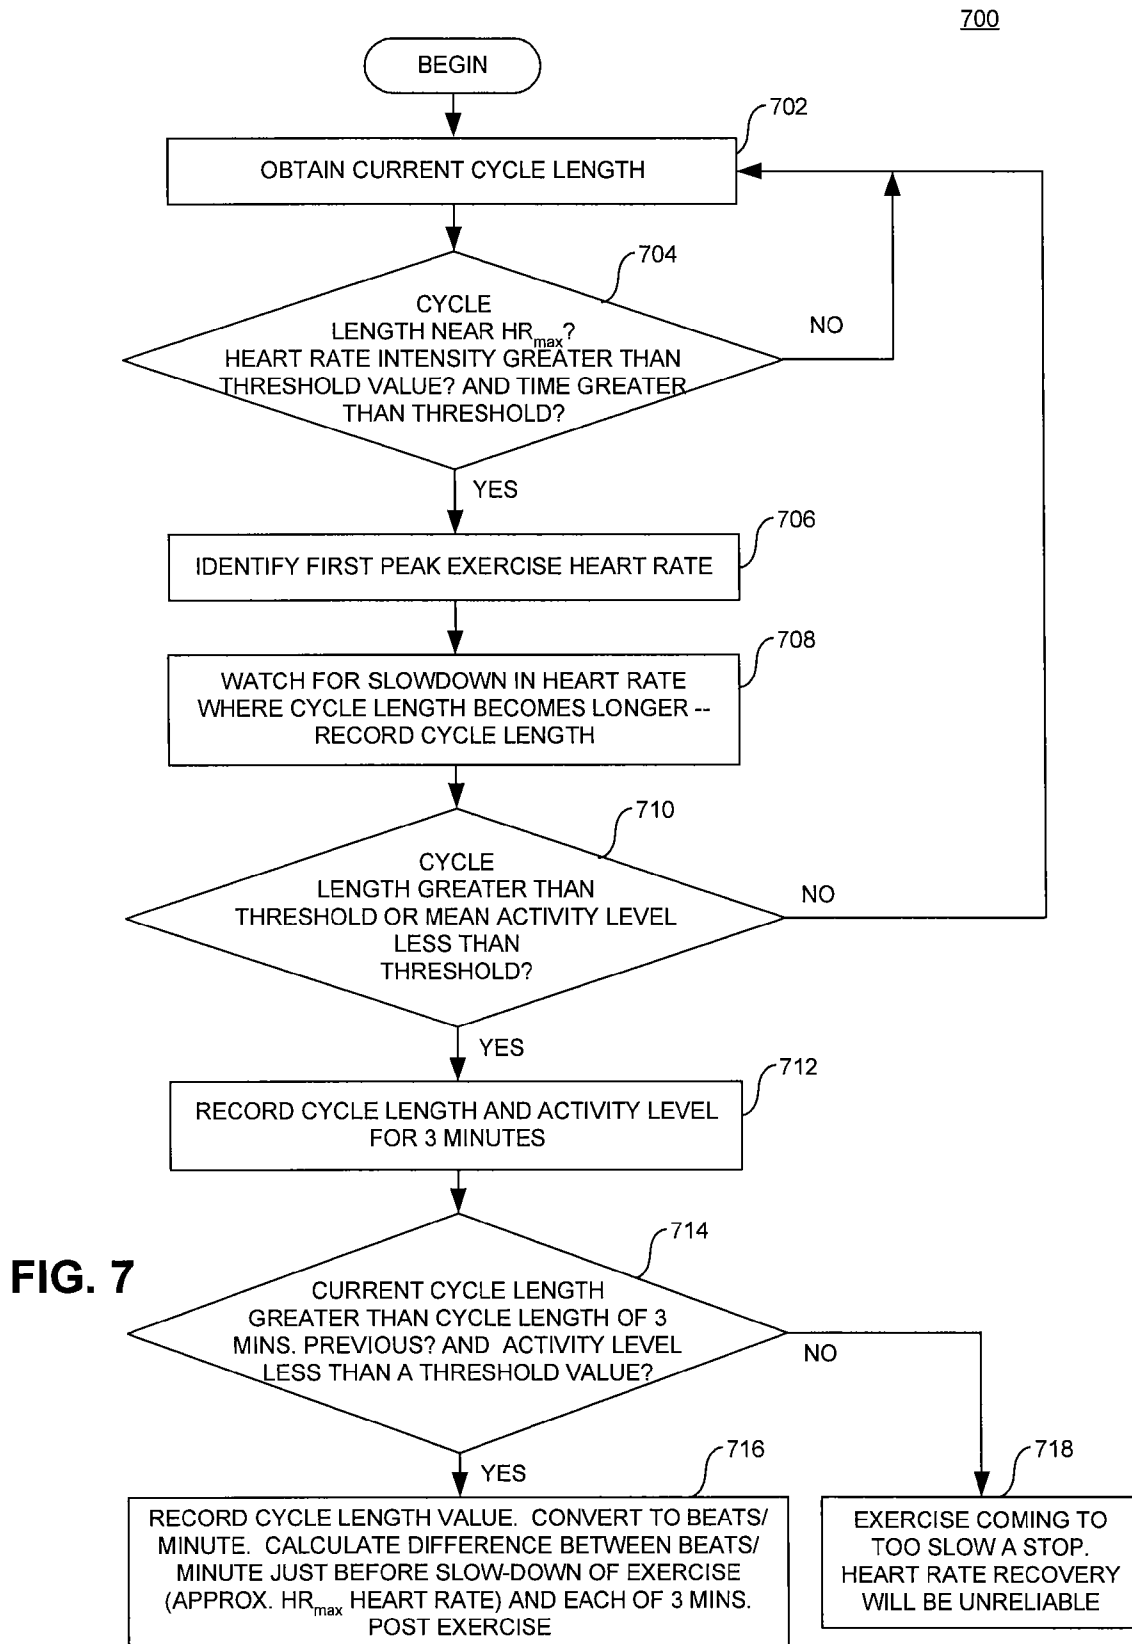 700
BEGIN
702
OBTAIN CURRENT CYCLE LENGTH
704
CYCLE
LENGTH NEAR HRmax?
HEART RATE INTENSITY GREATER THAN
THRESHOLD VALUE? AND TIME GREATER
THAN THRESHOLD?
NO
YES
706
IDENTIFY FIRST PEAK EXERCISE HEART RATE
708
WATCH FOR SLOWDOWN IN HEART RATE
WHERE CYCLE LENGTH BECOMES LONGER --
RECORD CYCLE LENGTH
710
CYCLE
LENGTH GREATER THAN
THRESHOLD OR MEAN ACTIVITY LEVEL
LESS THAN
THRESHOLD?
NO
YES
712
RECORD CYCLE LENGTH AND ACTIVITY LEVEL
FOR 3 MINUTES
714
FIG. 7
CURRENT CYCLE LENGTH
GREATER THAN CYCLE LENGTH OF 3
MINS. PREVIOUS? AND ACTIVITY LEVEL
LESS THAN A THRESHOLD VALUE?
NO
YES
716
RECORD CYCLE LENGTH VALUE. CONVERT TO BEATS/
MINUTE. CALCULATE DIFFERENCE BETWEEN BEATS/
MINUTE JUST BEFORE SLOW-DOWN OF EXERCISE
(APPROX. HRmax HEART RATE) AND EACH OF 3 MINS.
POST EXERCISE
718
EXERCISE COMING TO
TOO SLOW A STOP.
HEART RATE RECOVERY
WILL BE UNRELIABLE